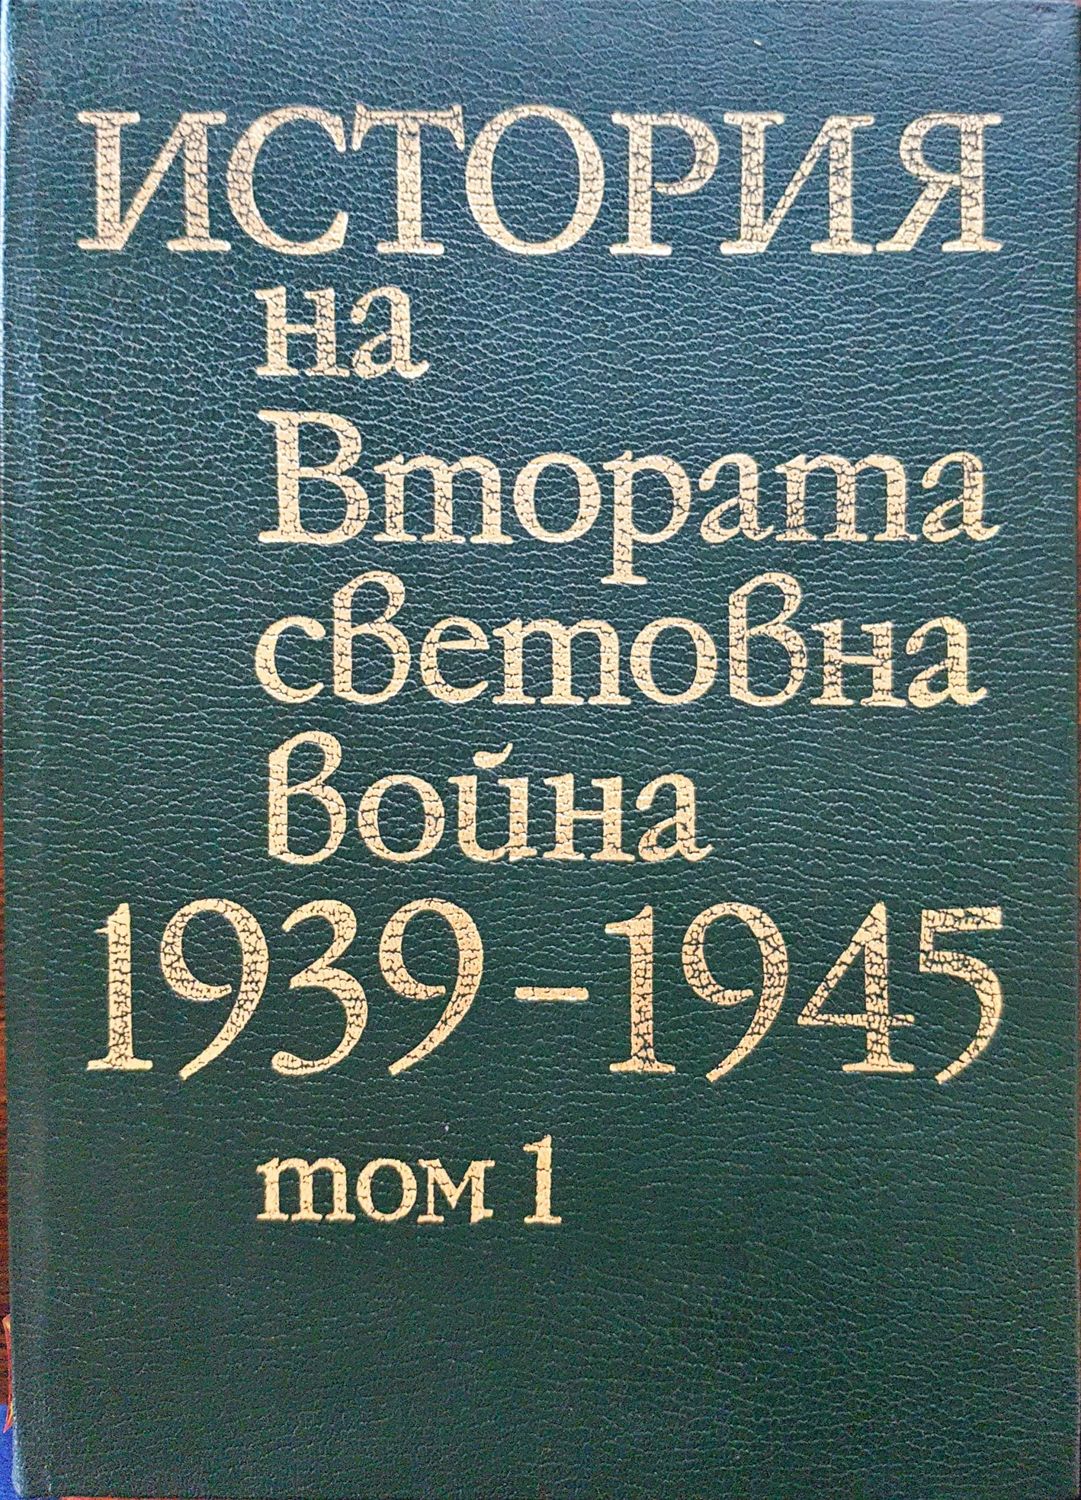 ИСТОРИЯ
на
Втората
световна
война
1939-1945
том 1